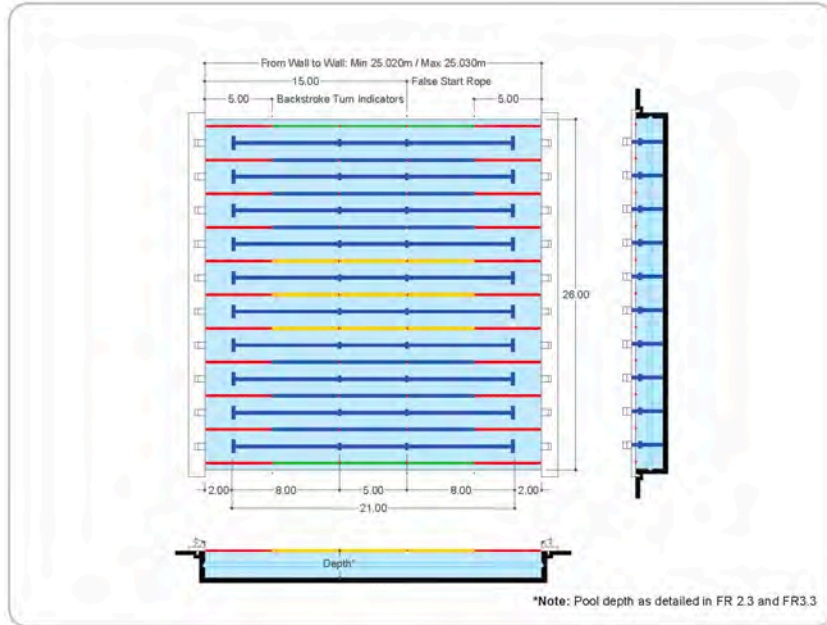 From Wall to Wall: Min 25.020m / Max 25.030m
15.00 False Start Rope
5.00 Backstroke Turn Indicators 5.00
26.00
2.00 8.00 5.00 8.00 2.00
21.00
Depth*
*Note: Pool depth as detailed in FR 2.3 and FR3.3